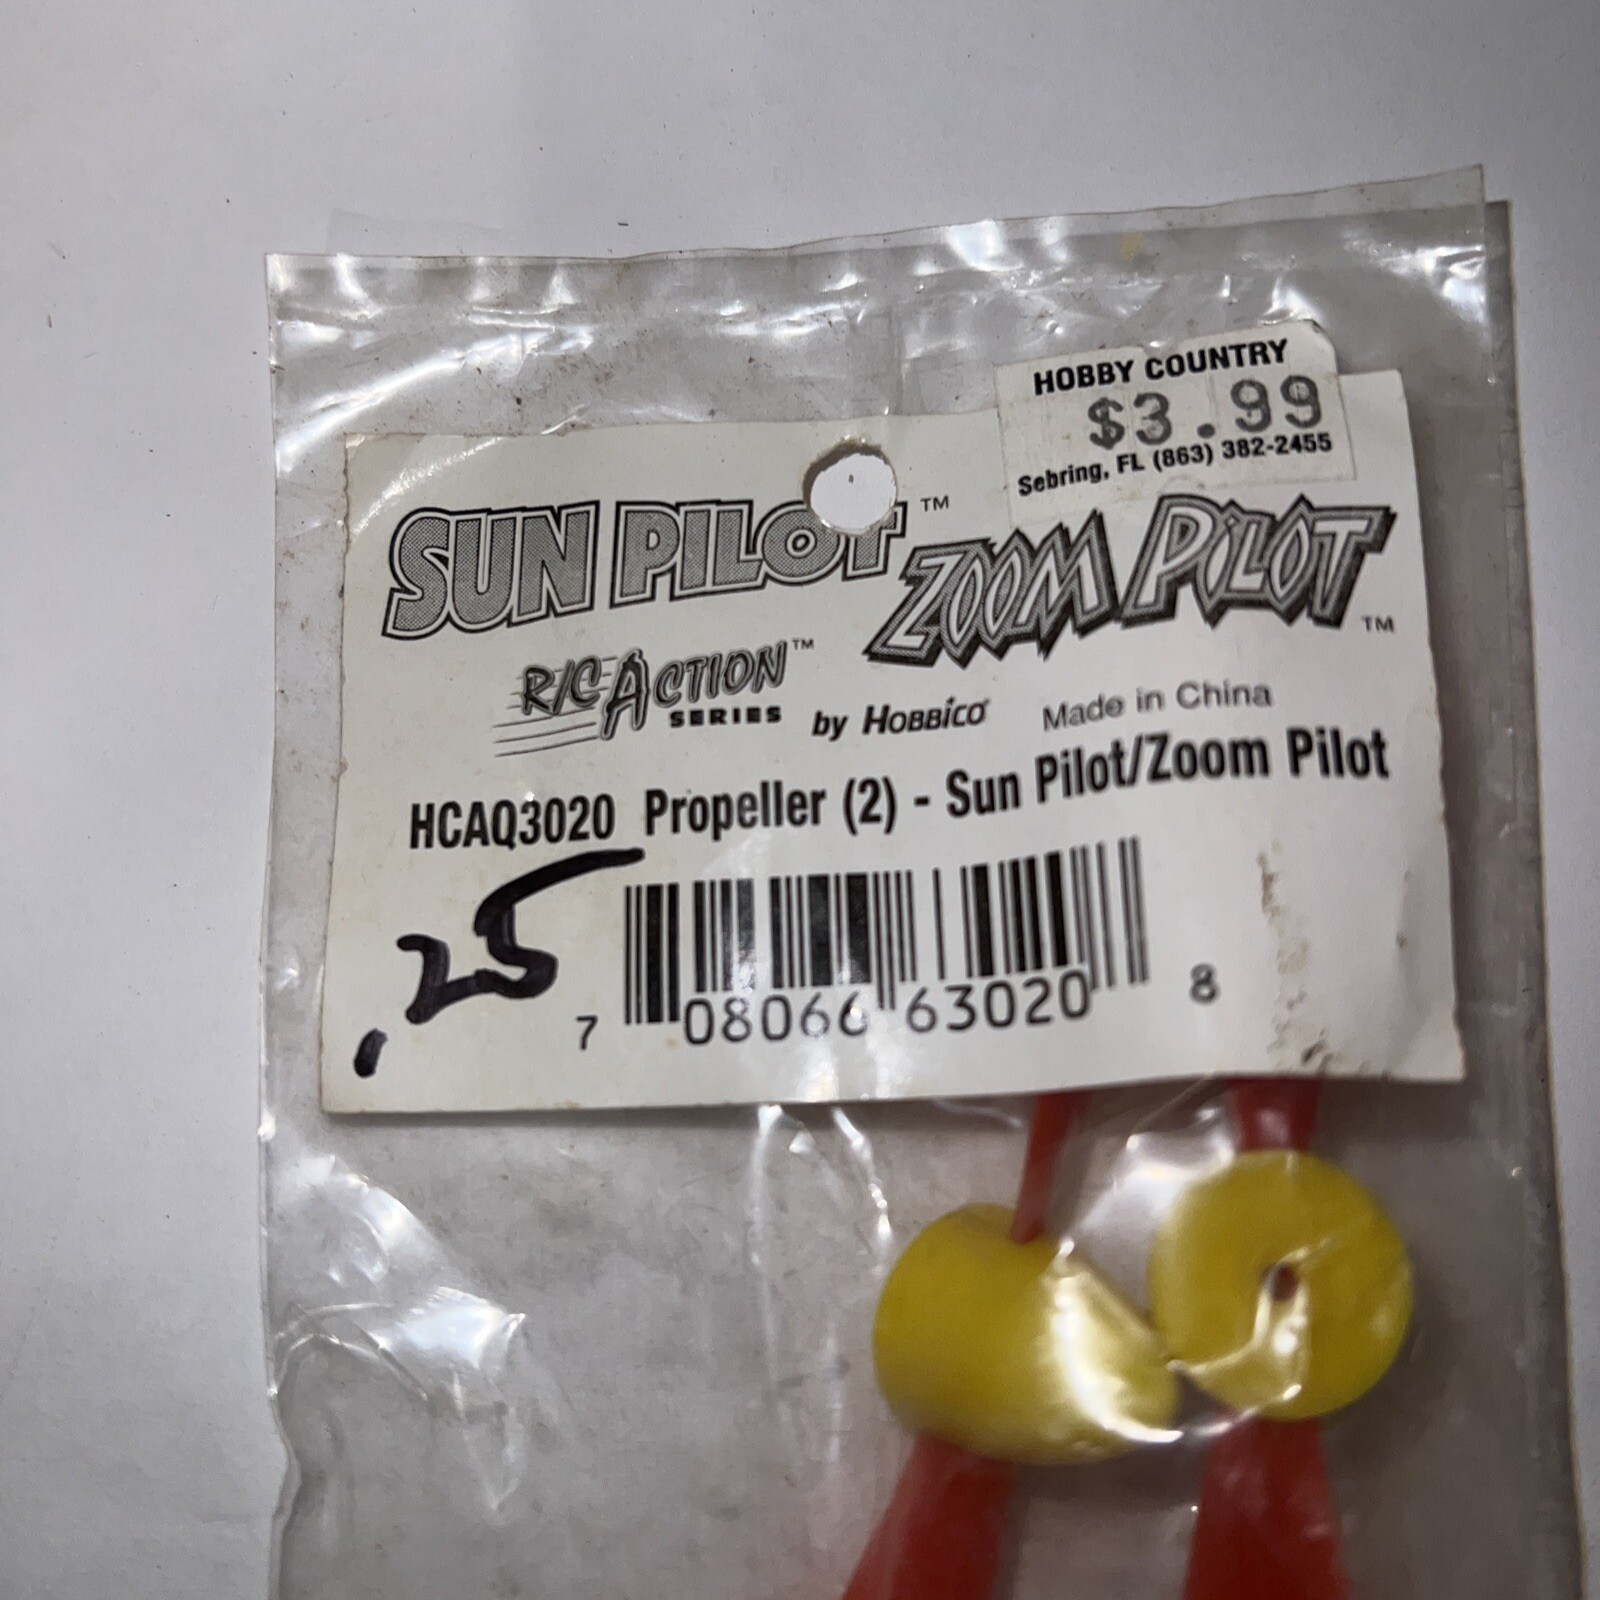 HOBBY COUNTRY
$3.99
Sebring, FL (863) 382-2455
SUN PILOT™
ZOOM PILOT™
R/C ACTION™
SERIES
by HOBBiCO®
Made in China
HCAQ3020 Propeller (2) - Sun Pilot/Zoom Pilot
.25
7 08066 63020 8